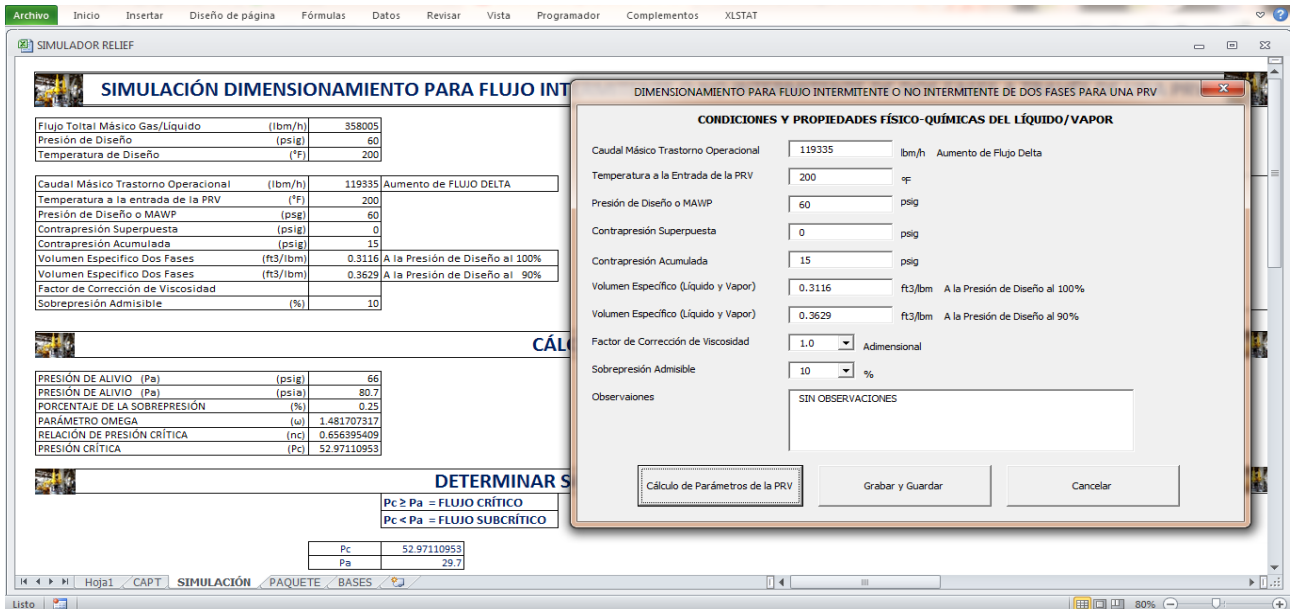 Archivo Inicio Insertar Diseño de página Fórmulas Datos Revisar Vista Programador Complementos XLSTAT
SIMULADOR RELIEF
SIMULACIÓN DIMENSIONAMIENTO PARA FLUJO INT
Flujo Toltal Másico Gas/Líquido (lbm/h) 358005
Presión de Diseño (psig) 60
Temperatura de Diseño (°F) 200
Caudal Másico Trastorno Operacional (lbm/h) 119335 Aumento de FLUJO DELTA
Temperatura a la entrada de la PRV (°F) 200
Presión de Diseño o MAWP (psg) 60
Contrapresión Superpuesta (psig) 0
Contrapresión Acumulada (psig) 15
Volumen Especifico Dos Fases (ft3/lbm) 0.3116 A la Presión de Diseño al 100%
Volumen Especifico Dos Fases (ft3/lbm) 0.3629 A la Presión de Diseño al 90%
Factor de Corrección de Viscosidad
Sobrepresión Admisible (%) 10
CÁL
PRESIÓN DE ALIVIO (Pa) (psig) 66
PRESIÓN DE ALIVIO (Pa) (psia) 80.7
PORCENTAJE DE LA SOBREPRESIÓN (%) 0.25
PARÁMETRO OMEGA (ω) 1.481707317
RELACIÓN DE PRESIÓN CRÍTICA (nc) 0.656395409
PRESIÓN CRÍTICA (Pc) 52.97110953
DETERMINAR S
Pc ≥ Pa = FLUJO CRÍTICO
Pc < Pa = FLUJO SUBCRÍTICO
Pc 52.97110953
Pa 29.7
DIMENSIONAMIENTO PARA FLUJO INTERMITENTE O NO INTERMITENTE DE DOS FASES PARA UNA PRV
CONDICIONES Y PROPIEDADES FÍSICO-QUÍMICAS DEL LÍQUIDO/VAPOR
Caudal Másico Trastorno Operacional 119335 lbm/h Aumento de Flujo Delta
Temperatura a la Entrada de la PRV 200 ºF
Presión de Diseño o MAWP 60 psig
Contrapresión Superpuesta 0 psig
Contrapresión Acumulada 15 psig
Volumen Específico (Líquido y Vapor) 0.3116 ft3/lbm A la Presión de Diseño al 100%
Volumen Específico (Líquido y Vapor) 0.3629 ft3/lbm A la Presión de Diseño al 90%
Factor de Corrección de Viscosidad 1.0 Adimensional
Sobrepresión Admisible 10 %
Observaiones SIN OBSERVACIONES
Cálculo de Parámetros de la PRV Grabar y Guardar Cancelar
Hoja1 CAPT SIMULACIÓN PAQUETE BASES
Listo 80%